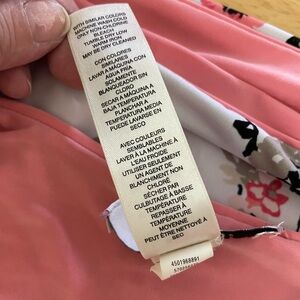 WITH SIMILAR COLORS
MACHINE WASH COLD
ONLY NON-CHLORINE
BLEACH
TUMBLE DRY LOW
WARM IRON
MAY BE DRY CLEANED
CON COLORES
SIMILARES
LAVAR A MÁQUINA CON
AGUA FRIA
SOLAMENTE
BLANQUEADOR SIN
CLORO
SECAR A MÁQUINA A
BAJA TEMPERATURA
PLANCHAR A
TEMPERATURA MEDIA
PUEDE LAVARSE EN
SECO
AVEC COULEURS
SEMBLABLES
LAVER À LA MACHINE À
L'EAU FROIDE
UTILISER SEULEMENT
UN AGENT DE
BLANCHIMENT NON
CHLORÉ
SÉCHER PAR
CULBUTAGE À BASSE
TEMPÉRATURE
REPASSER À
TEMPÉRATURE
MOYENNE
PEUT ÊTRE NETTOYÉ À
SEC
4501968891